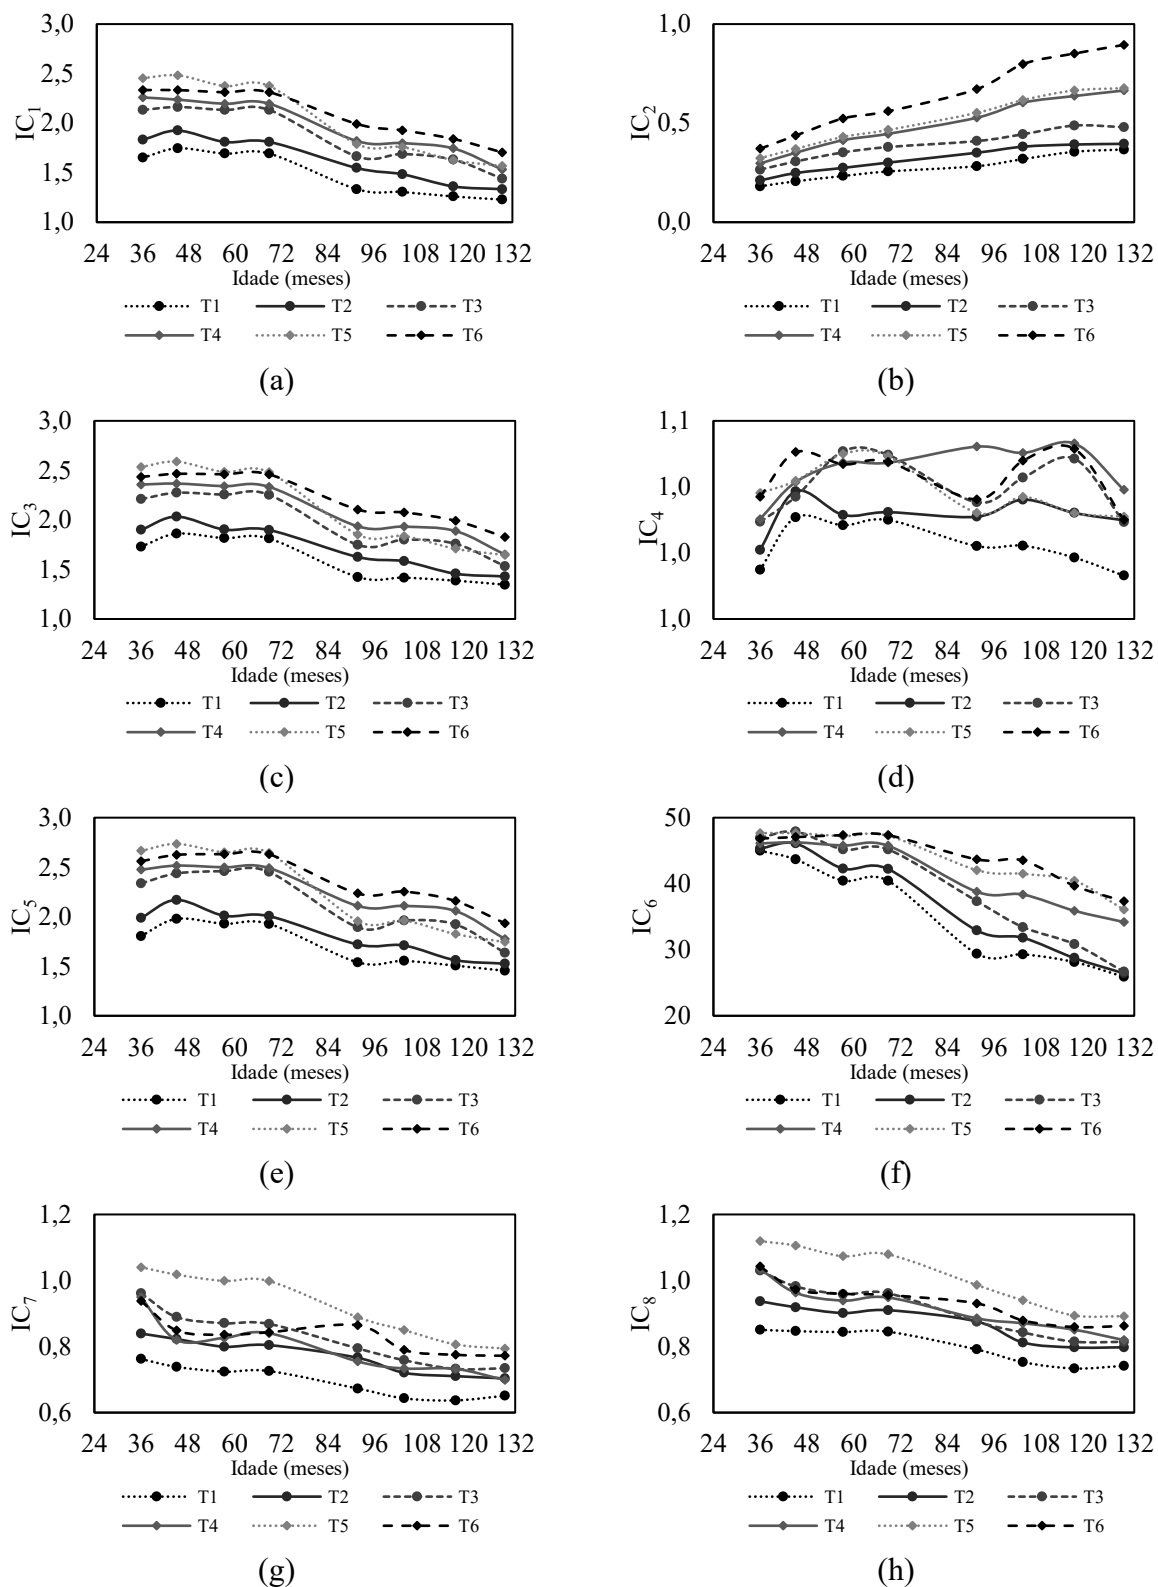 3,0
2,5
2,0
1,5
1,0
IC1
24 36 48 60 72 84 96 108 120 132
Idade (meses)
T1 T2 T3
T4 T5 T6
(a)
1,0
0,5
0,0
IC2
24 36 48 60 72 84 96 108 120 132
Idade (meses)
T1 T2 T3
T4 T5 T6
(b)
3,0
2,5
2,0
1,5
1,0
IC3
24 36 48 60 72 84 96 108 120 132
Idade (meses)
T1 T2 T3
T4 T5 T6
(c)
1,1
1,0
1,0
1,0
IC4
24 36 48 60 72 84 96 108 120 132
Idade (meses)
T1 T2 T3
T4 T5 T6
(d)
3,0
2,5
2,0
1,5
1,0
IC5
24 36 48 60 72 84 96 108 120 132
Idade (meses)
T1 T2 T3
T4 T5 T6
(e)
50
40
30
20
IC6
24 36 48 60 72 84 96 108 120 132
Idade (meses)
T1 T2 T3
T4 T5 T6
(f)
1,2
1,0
0,8
0,6
IC7
24 36 48 60 72 84 96 108 120 132
Idade (meses)
T1 T2 T3
T4 T5 T6
(g)
1,2
1,0
0,8
0,6
IC8
24 36 48 60 72 84 96 108 120 132
Idade (meses)
T1 T2 T3
T4 T5 T6
(h)